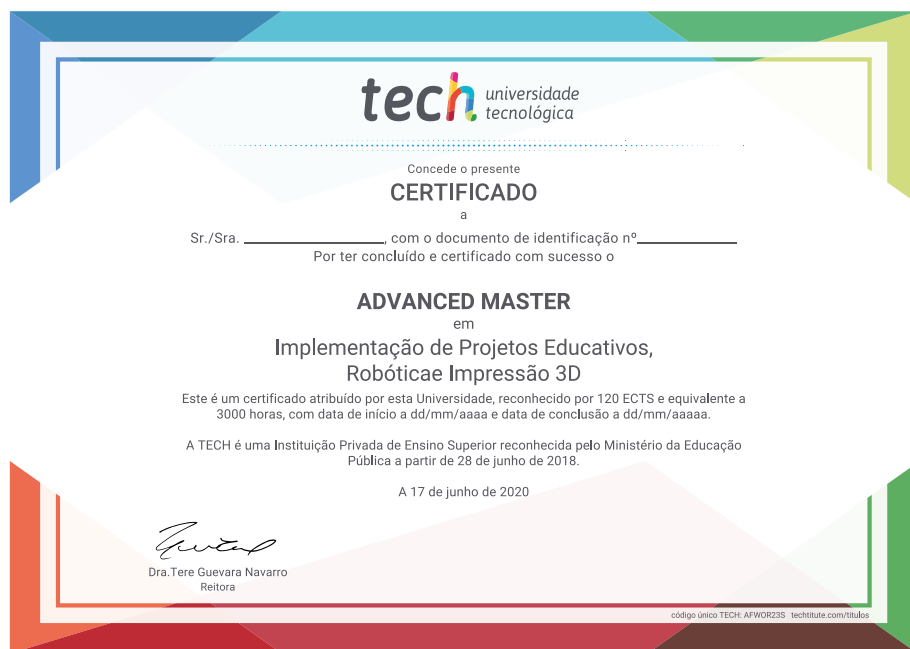 tech universidade
tecnológica
Concede o presente
CERTIFICADO
a
Sr./Sra. ______________, com o documento de identificação nº__________
Por ter concluído e certificado com sucesso o
ADVANCED MASTER
em
Implementação de Projetos Educativos,
Robóticae Impressão 3D
Este é um certificado atribuído por esta Universidade, reconhecido por 120 ECTS e equivalente a
3000 horas, com data de início a dd/mm/aaaa e data de conclusão a dd/mm/aaaaa.
A TECH é uma Instituição Privada de Ensino Superior reconhecida pelo Ministério da Educação
Pública a partir de 28 de junho de 2018.
A 17 de junho de 2020
Dra.Tere Guevara Navarro
Reitora
código único TECH: AFWOR23S techtitute.com/titulos